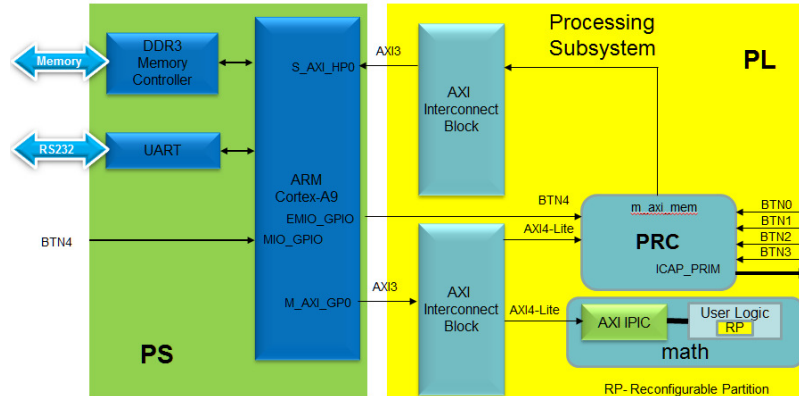 Memory
DDR3
Memory
Controller
RS232
UART
BTN4
PS
S_AXI_HP0
ARM
Cortex-A9
EMIO_GPIO
MIO_GPIO
M_AXI_GP0
AXI3
AXI3
AXI
Interconnect
Block
BTN4
AXI4-Lite
AXI
Interconnect
Block
AXI4-Lite
Processing
Subsystem
PL
m_axi_mem
PRC
ICAP_PRIM
BTN0
BTN1
BTN2
BTN3
AXI IPIC
User Logic
RP
math
RP- Reconfigurable Partition